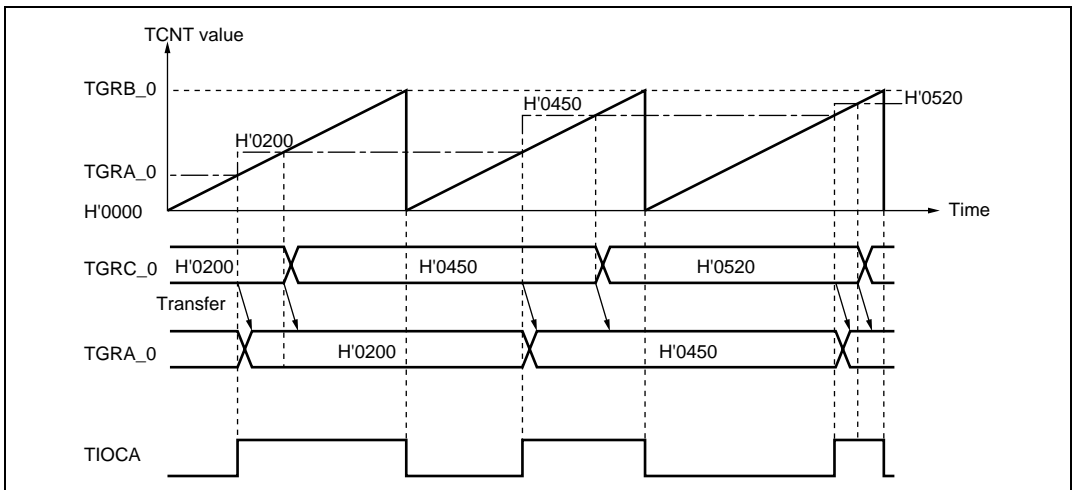 TCNT value
TGRB_0
H'0520
H'0450
H'0200
TGRA_0
H'0000
Time
TGRC_0
H'0200
H'0450
H'0520
Transfer
TGRA_0
H'0200
H'0450
TIOCA